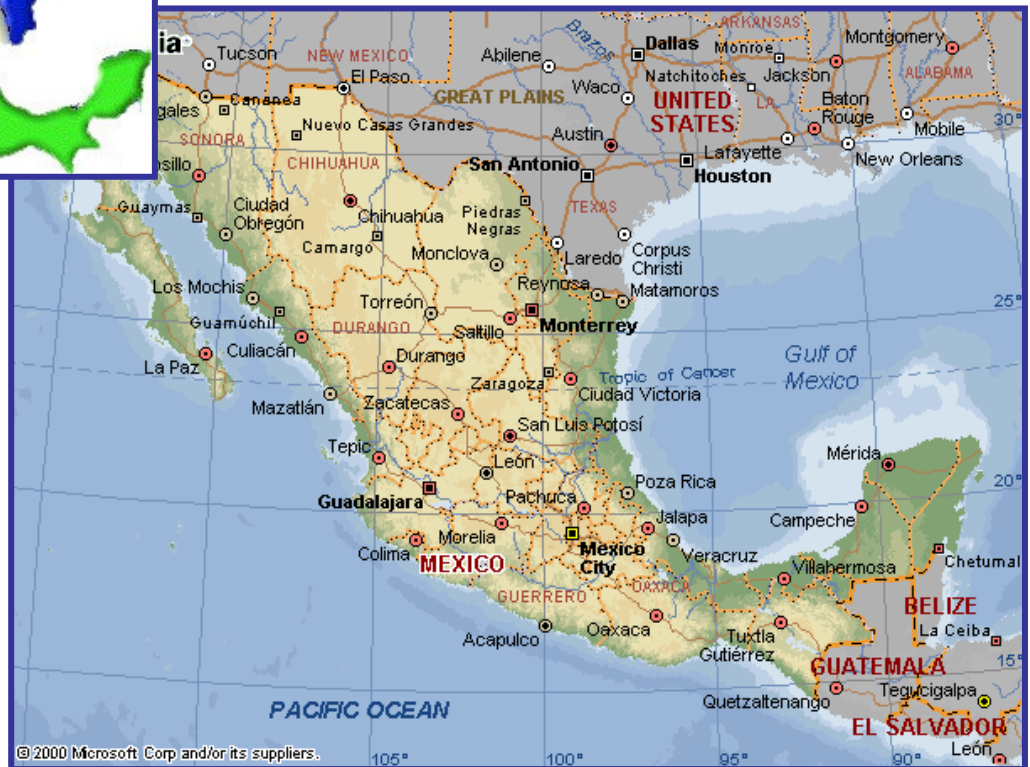 ia
Tucson
NEW MEXICO
Abilene
Brazos
Dallas
ARKANSAS
Monroe
Montgomery
El Paso
Natchitoches
Jackson
ALABAMA
gales
Cananea
GREAT PLAINS
Waco
UNITED
STATES
LA
Baton
Rouge
SONORA
Nuevo Casas Grandes
Austin
Mobile
30°
osillo
CHIHUAHUA
San Antonio
Lafayette
Houston
New Orleans
Guaymas
Ciudad
Obregón
Chihuahua
Piedras
Negras
TEXAS
Camargo
Monclova
Laredo
Corpus
Christi
Los Mochis
Reynosa
Matamoros
Torreón
25°
Guamúchil
DURANGO
Saltillo
Monterrey
Culiacán
Durango
Gulf of
Mexico
La Paz
Zaragoza
Tropic of Cancer
Mazatlán
Zacatecas
Ciudad Victoria
San Luis Potosí
Tepic
León
Mérida
Guadalajara
Pachuca
Poza Rica
20°
Jalapa
Campeche
Colima
Morelia
Mexico
City
Veracruz
Chetumal
MEXICO
Villahermosa
GUERRERO
OAXACA
BELIZE
Acapulco
Oaxaca
Tuxtla
Gutiérrez
La Ceiba
GUATEMALA
15°
Quetzaltenango
Tegucigalpa
PACIFIC OCEAN
EL SALVADOR
León
© 2000 Microsoft Corp and/or its suppliers.
105°
100°
95°
90°